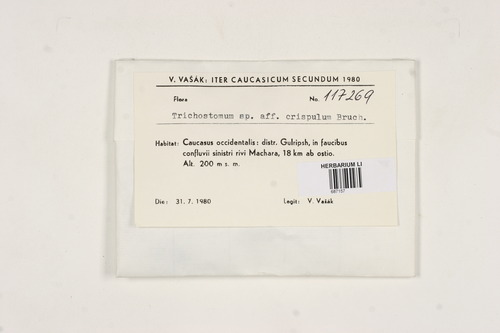 V. VAŠÁK: ITER CAUCASICUM SECUNDUM 1980
Flora No. 117269
Trichostomum sp. aff. crispulum Bruch.
Habitat: Caucasus occidentalis: distr. Gulripsh, in faucibus
confluvii sinistri rivi Machara, 18 km ab ostio.
Alt. 200 m s. m.
HERBARIUM LI
687157
Die: 31. 7. 1980 Legit: V. Vašák